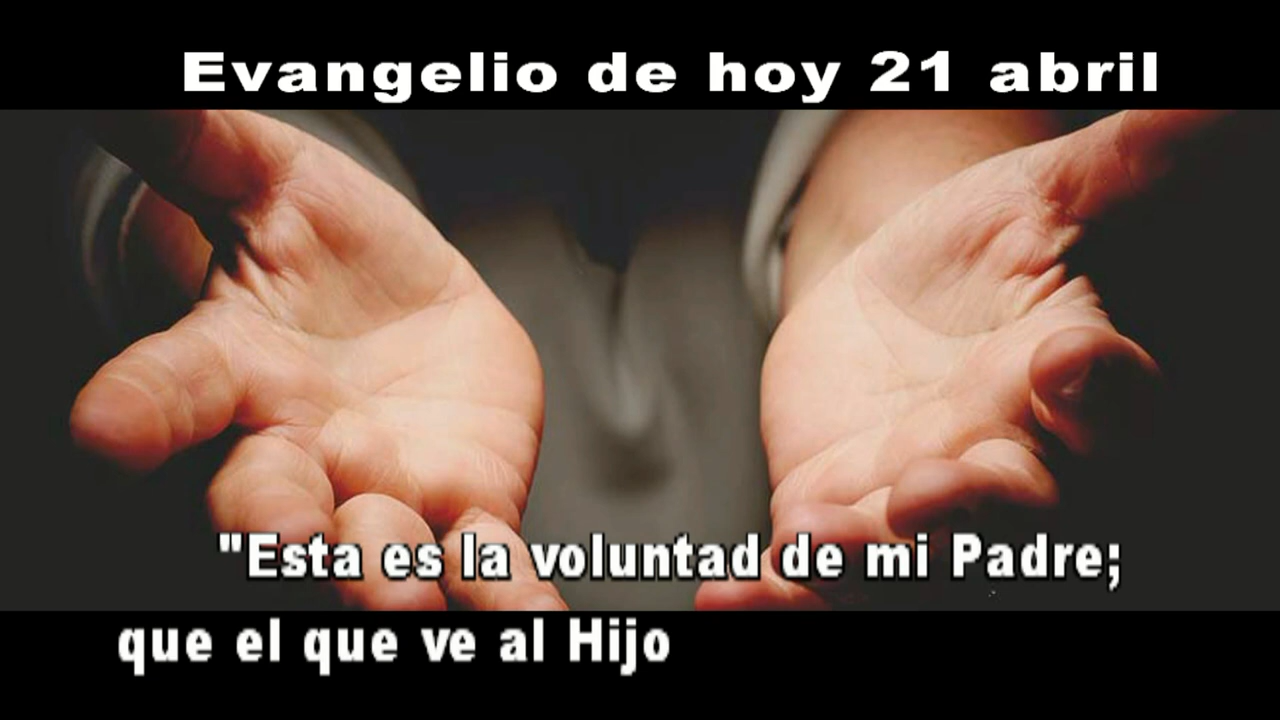 Evangelio de hoy 21 abril
"Esta es la voluntad de mi Padre;
que el que ve al Hijo